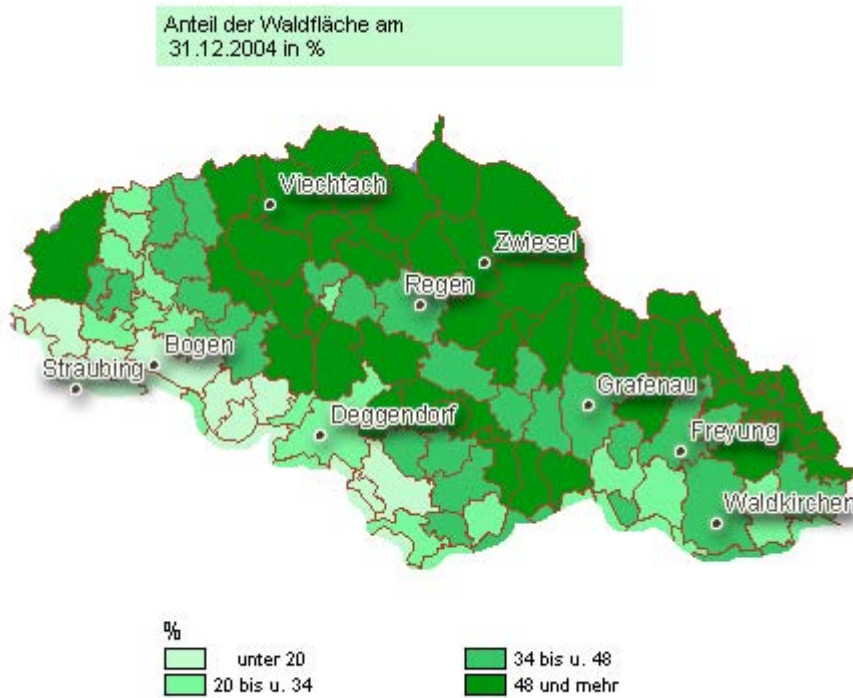 Anteil der Waldfläche am
31.12.2004 in %
Viechtach
Zwiesel
Regen
Bogen
Straubing
Grafenau
Deggendorf
Freyung
Waldkirchen
%
unter 20
34 bis u. 48
20 bis u. 34
48 und mehr